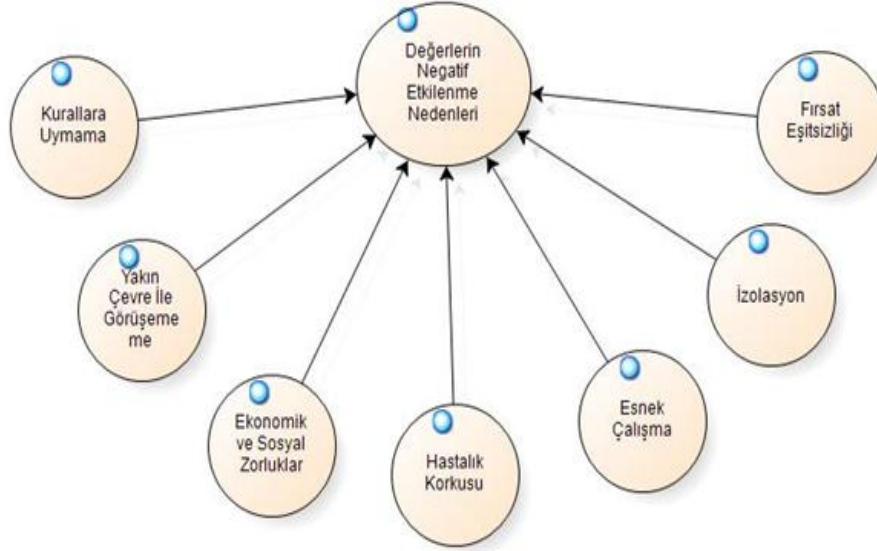 Değerlerin
Negatif
Etkilenme
Nedenleri
Kurallara
Uymama
Yakın
Çevre İle
Görüşeme
me
Ekonomik
ve Sosyal
Zorluklar
Hastalık
Korkusu
Esnek
Çalışma
İzolasyon
Fırsat
Eşitsizliği